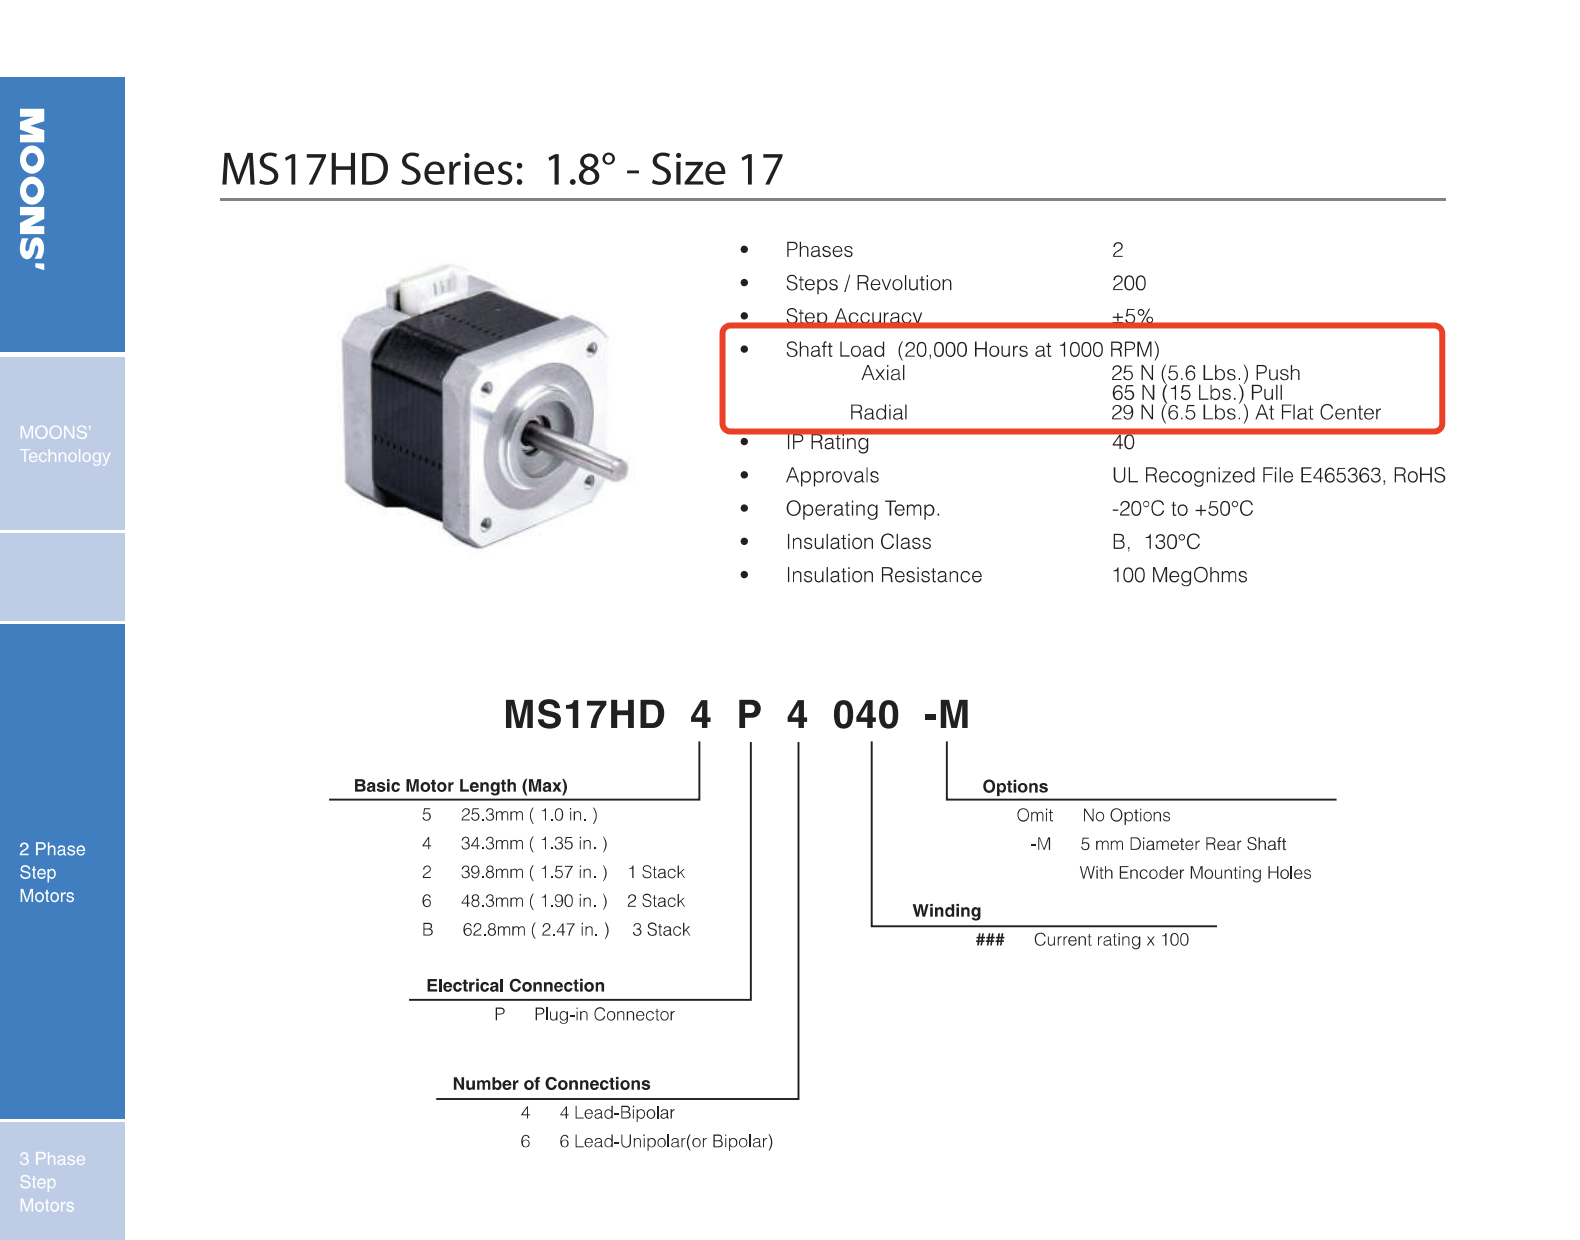 MOONS'
MOONS'
Technology
2 Phase
Step
Motors
3 Phase
Step
Motors
MS17HD Series: 1.8° - Size 17
• Phases 2
• Steps / Revolution 200
• Step Accuracy ±5%
• Shaft Load (20,000 Hours at 1000 RPM)
Axial 25 N (5.6 Lbs.) Push
65 N (15 Lbs.) Pull
Radial 29 N (6.5 Lbs.) At Flat Center
• IP Rating 40
• Approvals UL Recognized File E465363, RoHS
• Operating Temp. -20°C to +50°C
• Insulation Class B, 130°C
• Insulation Resistance 100 MegOhms
MS17HD 4 P 4 040 -M
Basic Motor Length (Max)
5 25.3mm ( 1.0 in. )
4 34.3mm ( 1.35 in. )
2 39.8mm ( 1.57 in. ) 1 Stack
6 48.3mm ( 1.90 in. ) 2 Stack
B 62.8mm ( 2.47 in. ) 3 Stack
Electrical Connection
P Plug-in Connector
Number of Connections
4 4 Lead-Bipolar
6 6 Lead-Unipolar(or Bipolar)
Options
Omit No Options
-M 5 mm Diameter Rear Shaft
With Encoder Mounting Holes
Winding
### Current rating x 100